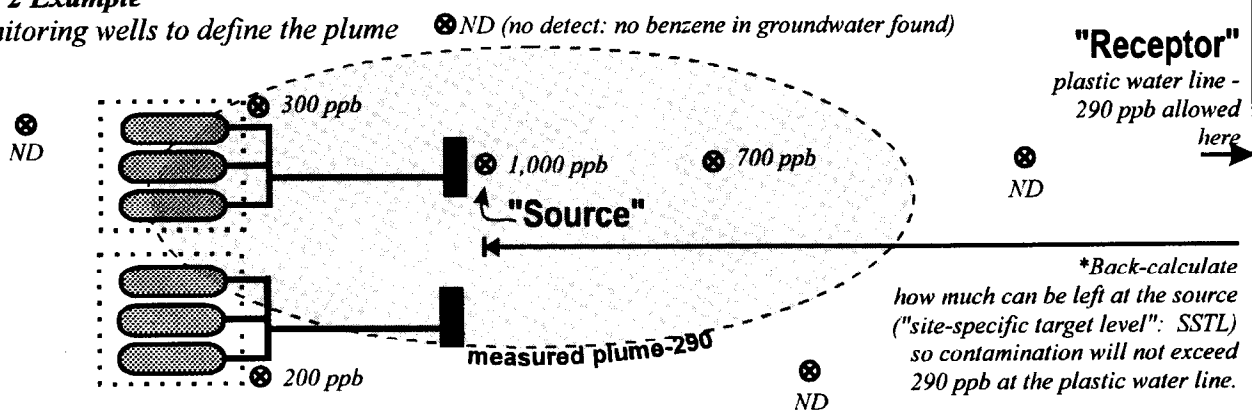 2 Example
nitoring wells to define the plume
ND (no detect: no benzene in groundwater found)
"Receptor"
plastic water line -
290 ppb allowed
here
300 ppb
ND
1,000 ppb
700 ppb
ND
"Source"
*Back-calculate
how much can be left at the source
("site-specific target level": SSTL)
so contamination will not exceed
290 ppb at the plastic water line.
measured plume-290
200 ppb
ND